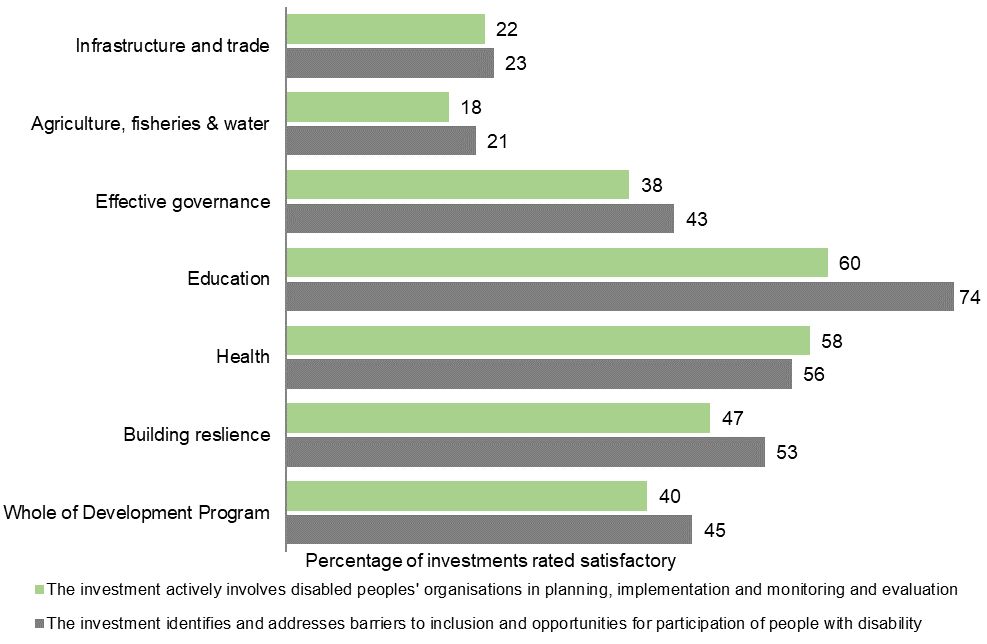 Infrastructure and trade
22
23
Agriculture, fisheries & water
18
21
Effective governance
38
43
Education
60
74
Health
58
56
Building reslience
47
53
Whole of Development Program
40
45
Percentage of investments rated satisfactory
The investment actively involves disabled peoples' organisations in planning, implementation and monitoring and evaluation
The investment identifies and addresses barriers to inclusion and opportunities for participation of people with disability